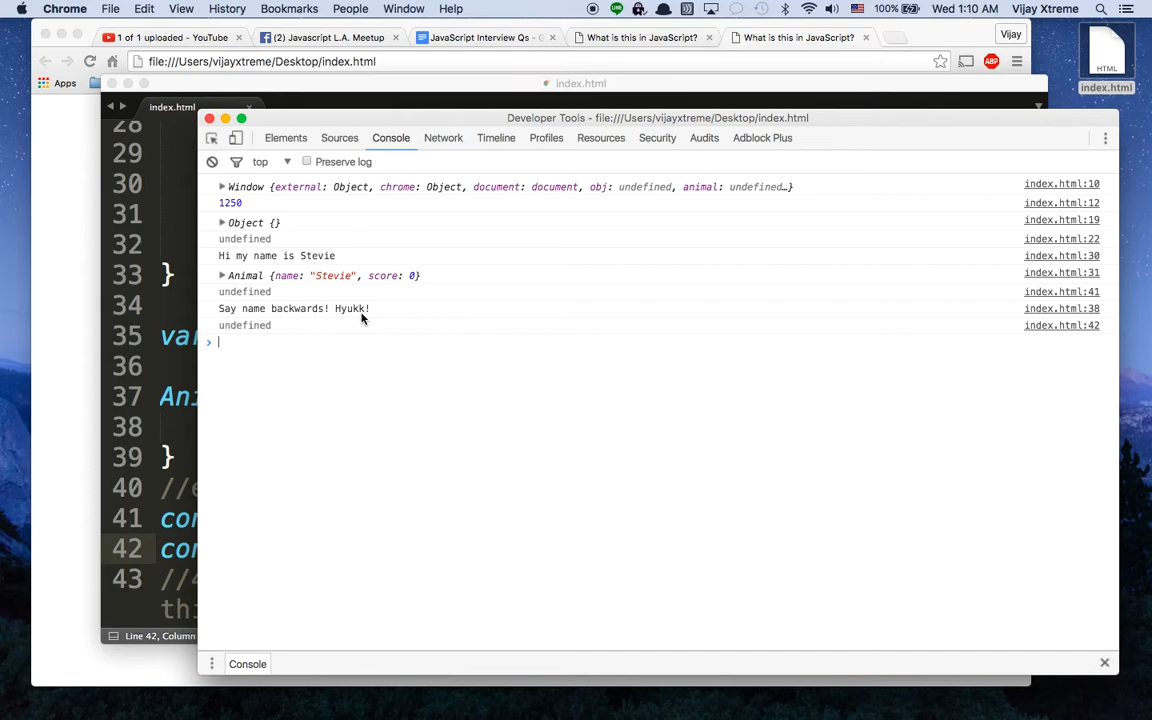 Chrome File Edit View History Bookmarks People Window Help 100% Wed 1:10 AM Vijay Xtreme
1 of 1 uploaded - YouTube × (2) Javascript L.A. Meetup × JavaScript Interview Qs - G × What is this in JavaScript? × What is this in JavaScript? × Vijay
file:///Users/vijayxtreme/Desktop/index.html ABP
Apps
HTML
index.html
index.html
index.html
Developer Tools - file:///Users/vijayxtreme/Desktop/index.html
Elements Sources Console Network Timeline Profiles Resources Security Audits Adblock Plus
top Preserve log
Window {external: Object, chrome: Object, document: document, obj: undefined, animal: undefined…} index.html:10
1250 index.html:12
Object {} index.html:19
undefined index.html:22
Hi my name is Stevie index.html:30
Animal {name: "Stevie", score: 0} index.html:31
undefined index.html:41
Say name backwards! Hyukk! index.html:38
undefined index.html:42
28
29
30
31
32
33 }
34
35 var
36
37 Ani
38
39 }
40 //e
41 con
42 con
43 //4
thi
Line 42, Column
Console